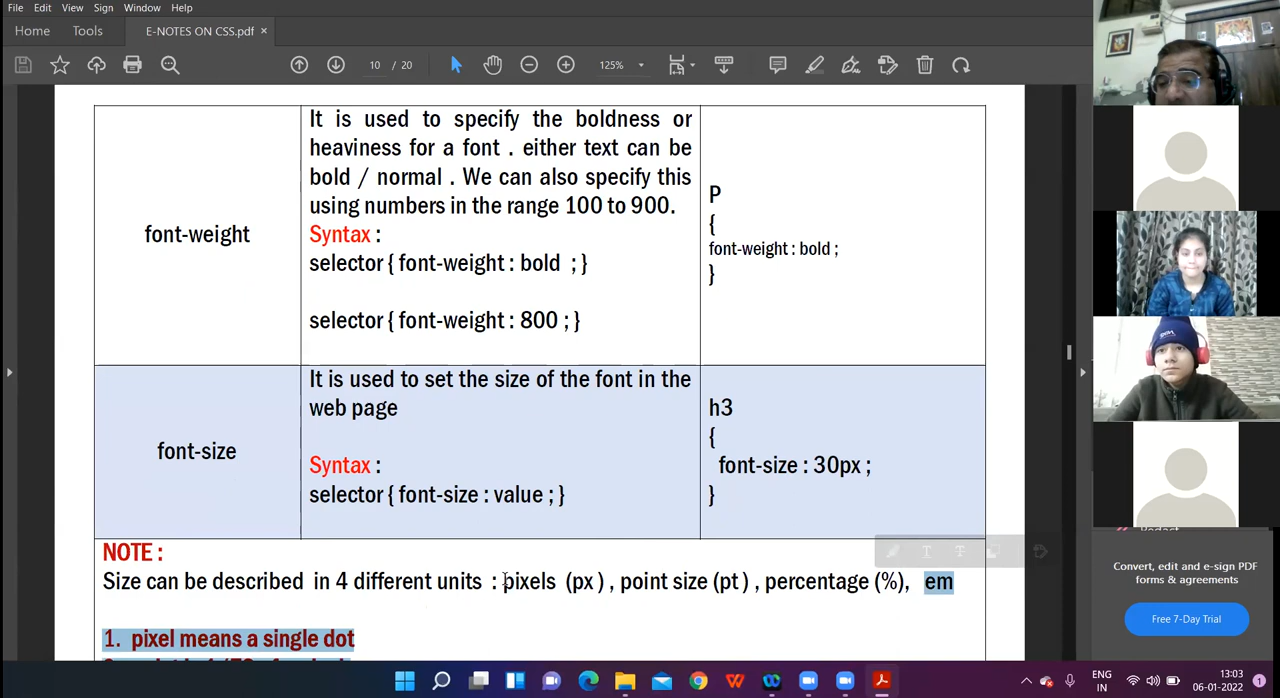 File Edit View Sign Window Help
Home Tools E-NOTES ON CSS.pdf ×
10 / 20 125%
font-weight
It is used to specify the boldness or
heaviness for a font . either text can be
bold / normal . We can also specify this
using numbers in the range 100 to 900.
Syntax :
selector { font-weight : bold ; }
selector { font-weight : 800 ; }
P
{
font-weight : bold ;
}
font-size
It is used to set the size of the font in the
web page
Syntax :
selector { font-size : value ; }
h3
{
font-size : 30px ;
}
NOTE :
Size can be described in 4 different units : pixels (px ) , point size (pt ) , percentage (%), em
1. pixel means a single dot
Convert, edit and e-sign PDF
forms & agreements
Free 7-Day Trial
ENG
IN
13:03
06-01-2022
1